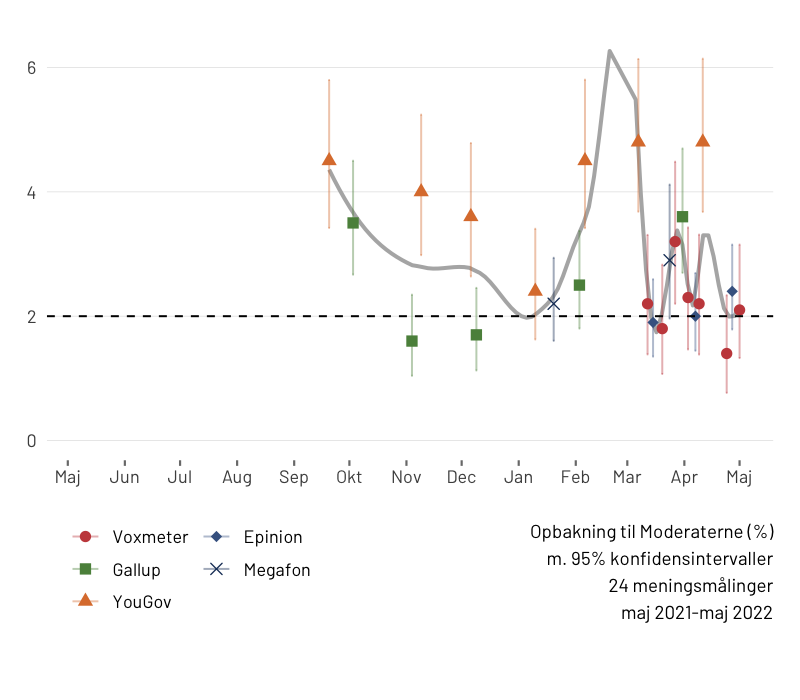 6
4
2
0
Maj Jun Jul Aug Sep Okt Nov Dec Jan Feb Mar Apr Maj
Voxmeter Epinion
Gallup Megafon
YouGov
Opbakning til Moderaterne (%)
m. 95% konfidensintervaller
24 meningsmålinger
maj 2021-maj 2022